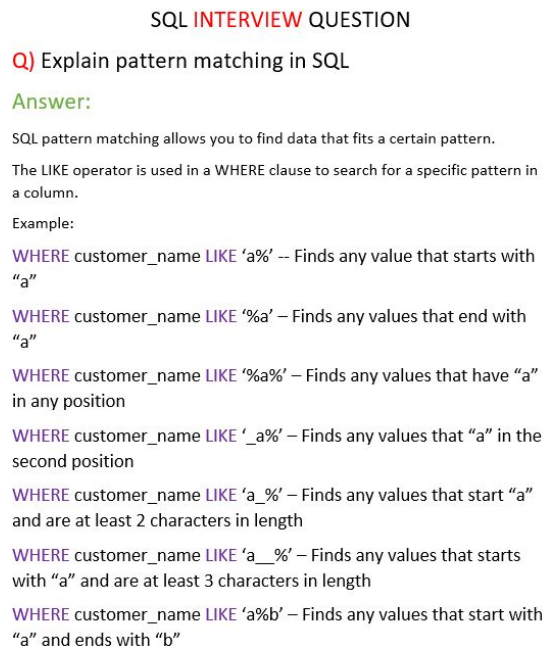 SQL INTERVIEW QUESTION
Q) Explain pattern matching in SQL
Answer:
SQL pattern matching allows you to find data that fits a certain pattern.
The LIKE operator is used in a WHERE clause to search for a specific pattern in
a column.
Example:
WHERE customer_name LIKE ‘a%’ -- Finds any value that starts with
“a”
WHERE customer_name LIKE ‘%a’ – Finds any values that end with
“a”
WHERE customer_name LIKE ‘%a%’ – Finds any values that have “a”
in any position
WHERE customer_name LIKE ‘_a%’ – Finds any values that “a” in the
second position
WHERE customer_name LIKE ‘a_%’ – Finds any values that start “a”
and are at least 2 characters in length
WHERE customer_name LIKE ‘a__%’ – Finds any values that starts
with “a” and are at least 3 characters in length
WHERE customer_name LIKE ‘a%b’ – Finds any values that start with
“a” and ends with “b”